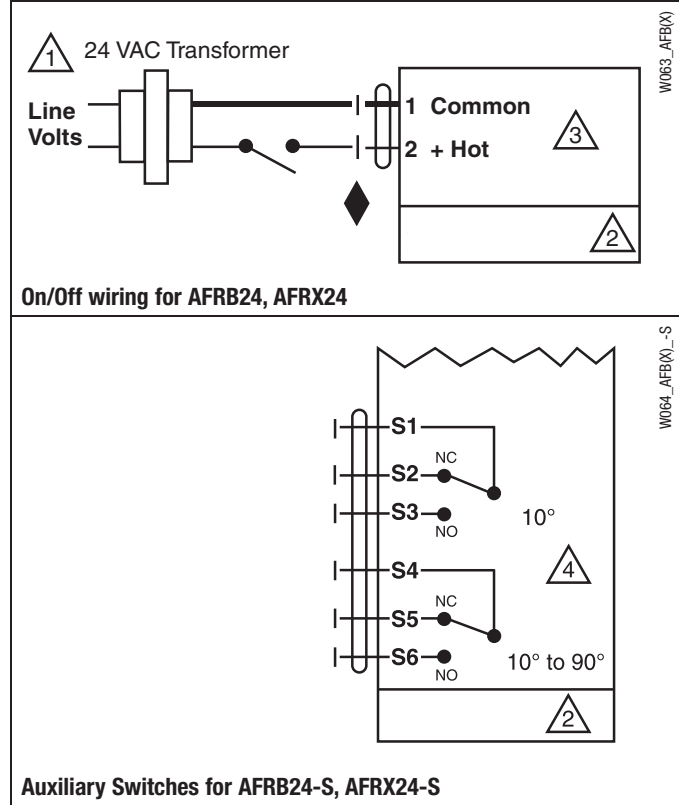 1 24 VAC Transformer
Line
Volts
1 Common
2 + Hot
3
2
On/Off wiring for AFRB24, AFRX24
W063_AFB(X)
S1
NC
S2
S3
NO
10°
S4
4
NC
S5
S6
NO
10° to 90°
2
Auxiliary Switches for AFRB24-S, AFRX24-S
W064_AFB(X)_-S